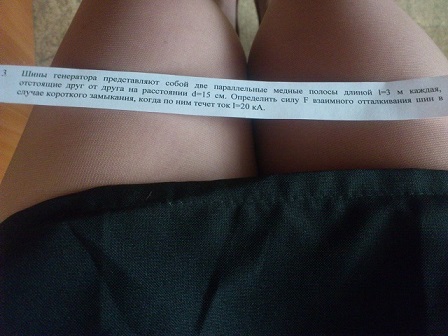 3 Шины генератора представляют собой две параллельные медные полосы длиной l=3 м каждая,
отстоящие друг от друга на расстоянии d=15 см. Определить силу F взаимного отталкивания шин в
случае короткого замыкания, когда по ним течет ток I=20 кА.